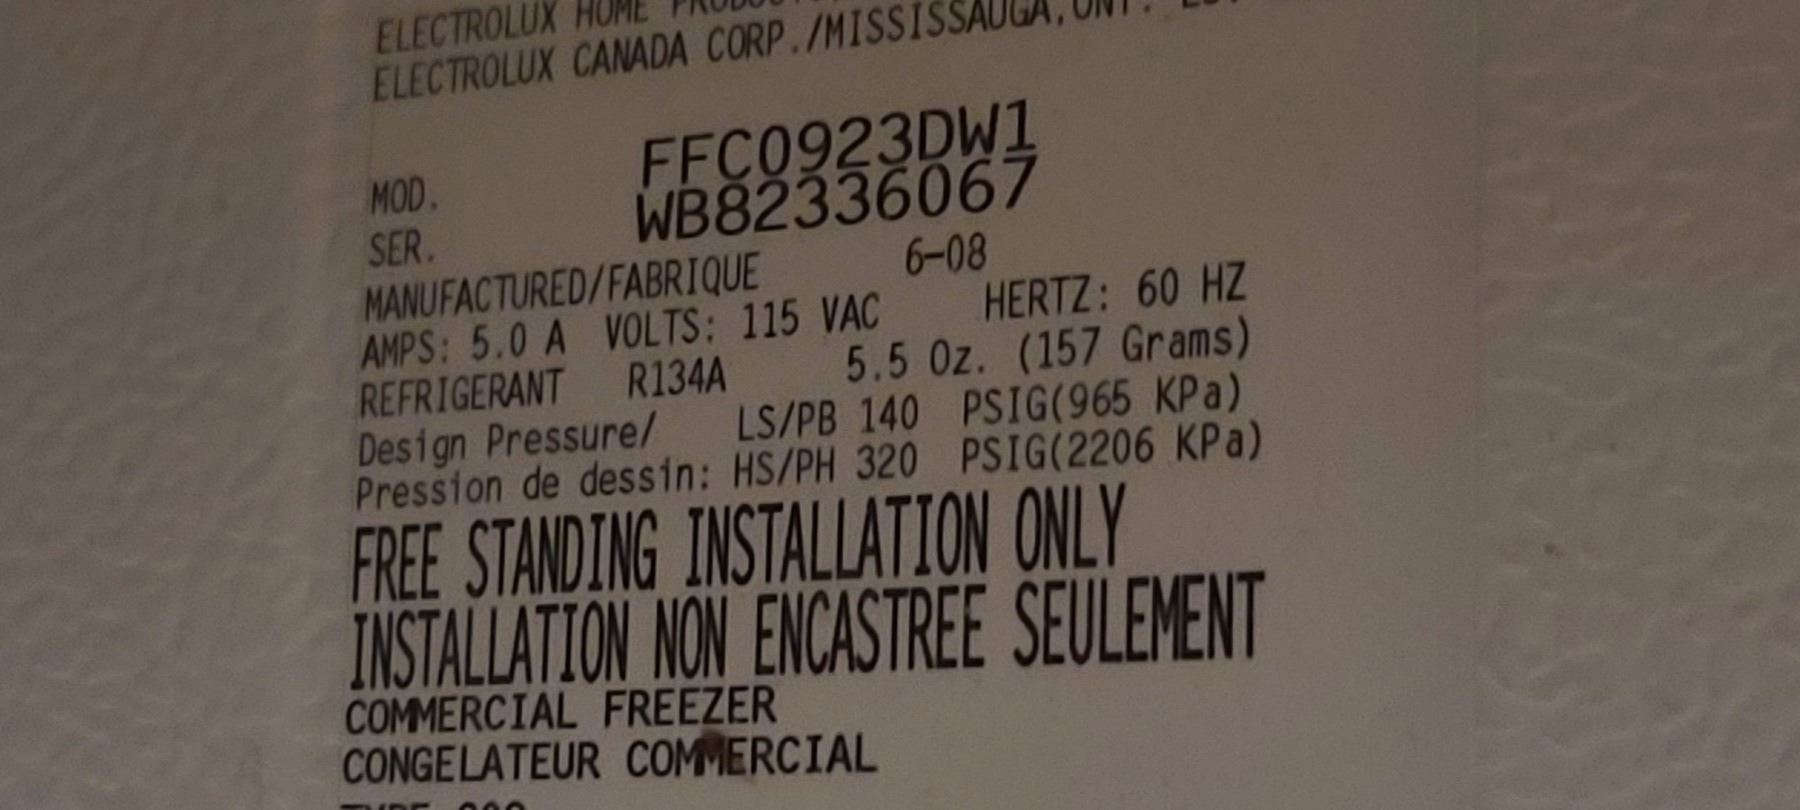 ELECTROLUX HOME
ELECTROLUX CANADA CORP./MISSISSAUGA,ONT.
MOD. FFC0923DW1
SER. WB82336067
MANUFACTURED/FABRIQUE 6-08
AMPS: 5.0 A VOLTS: 115 VAC HERTZ: 60 HZ
REFRIGERANT R134A 5.5 Oz. (157 Grams)
Design Pressure/ LS/PB 140 PSIG(965 KPa)
Pression de dessin: HS/PH 320 PSIG(2206 KPa)
FREE STANDING INSTALLATION ONLY
INSTALLATION NON ENCASTREE SEULEMENT
COMMERCIAL FREEZER
CONGELATEUR COMMERCIAL